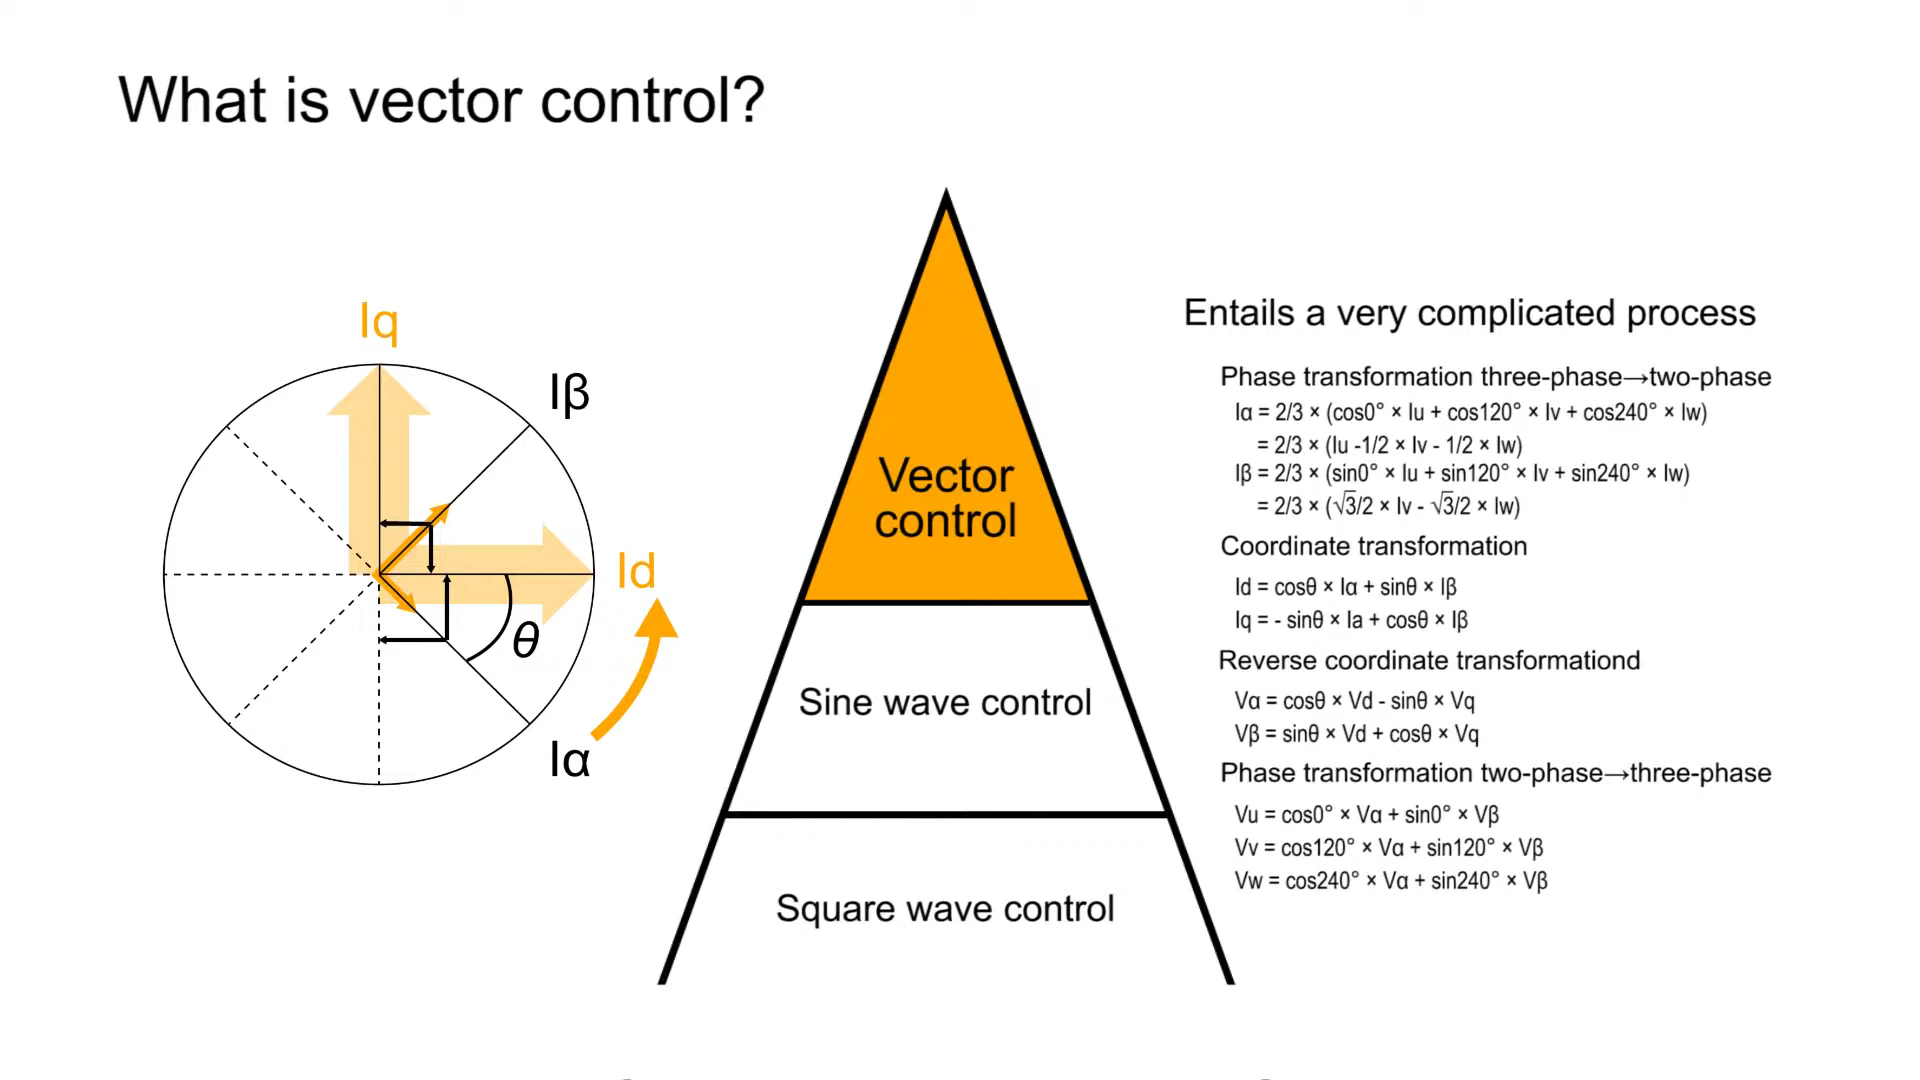 What is vector control?
Iq
Iβ
Id
θ
Iα
Vector
control
Sine wave control
Square wave control
Entails a very complicated process
Phase transformation three-phase→two-phase
Iα = 2/3 × (cos0° × Iu + cos120° × Iv + cos240° × Iw)
= 2/3 × (Iu -1/2 × Iv - 1/2 × Iw)
Iβ = 2/3 × (sin0° × Iu + sin120° × Iv + sin240° × Iw)
= 2/3 × (√3/2 × Iv - √3/2 × Iw)
Coordinate transformation
Id = cosθ × Iα + sinθ × Iβ
Iq = - sinθ × Ia + cosθ × Iβ
Reverse coordinate transformationd
Vα = cosθ × Vd - sinθ × Vq
Vβ = sinθ × Vd + cosθ × Vq
Phase transformation two-phase→three-phase
Vu = cos0° × Vα + sin0° × Vβ
Vv = cos120° × Vα + sin120° × Vβ
Vw = cos240° × Vα + sin240° × Vβ